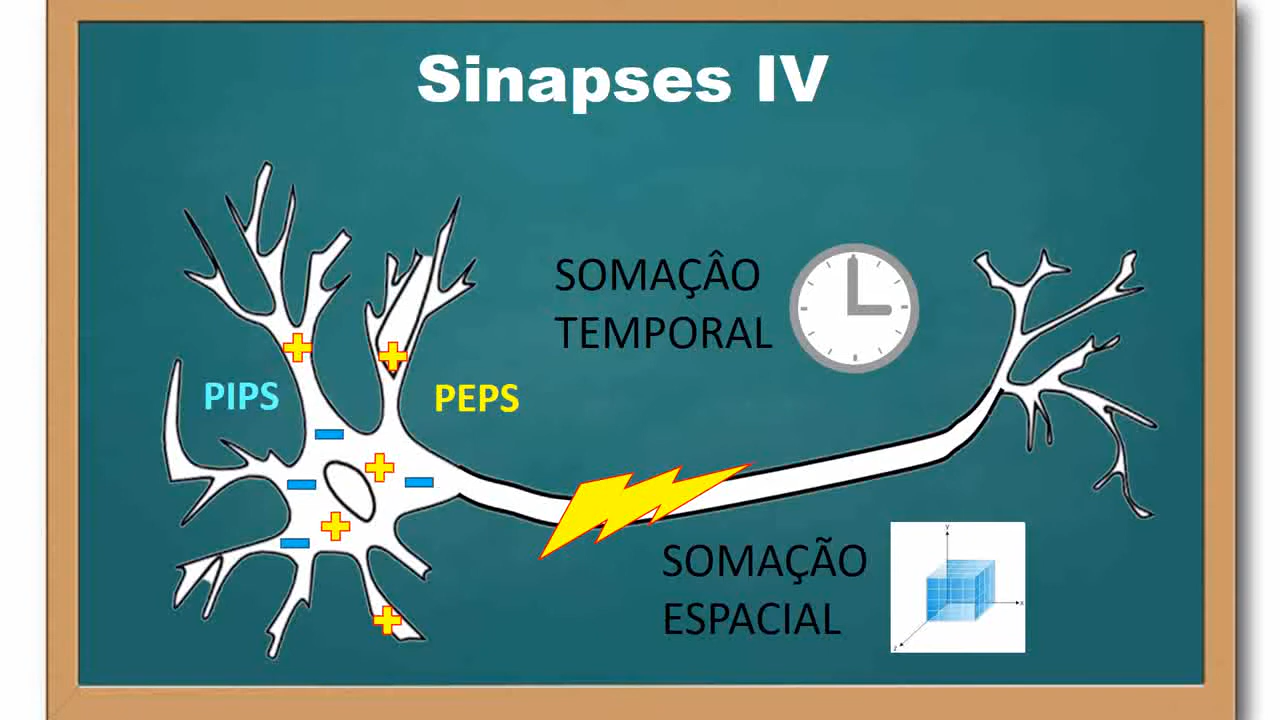 Sinapses IV
SOMAÇÂO
TEMPORAL
PIPS
PEPS
SOMAÇÃO
ESPACIAL
y
x
z